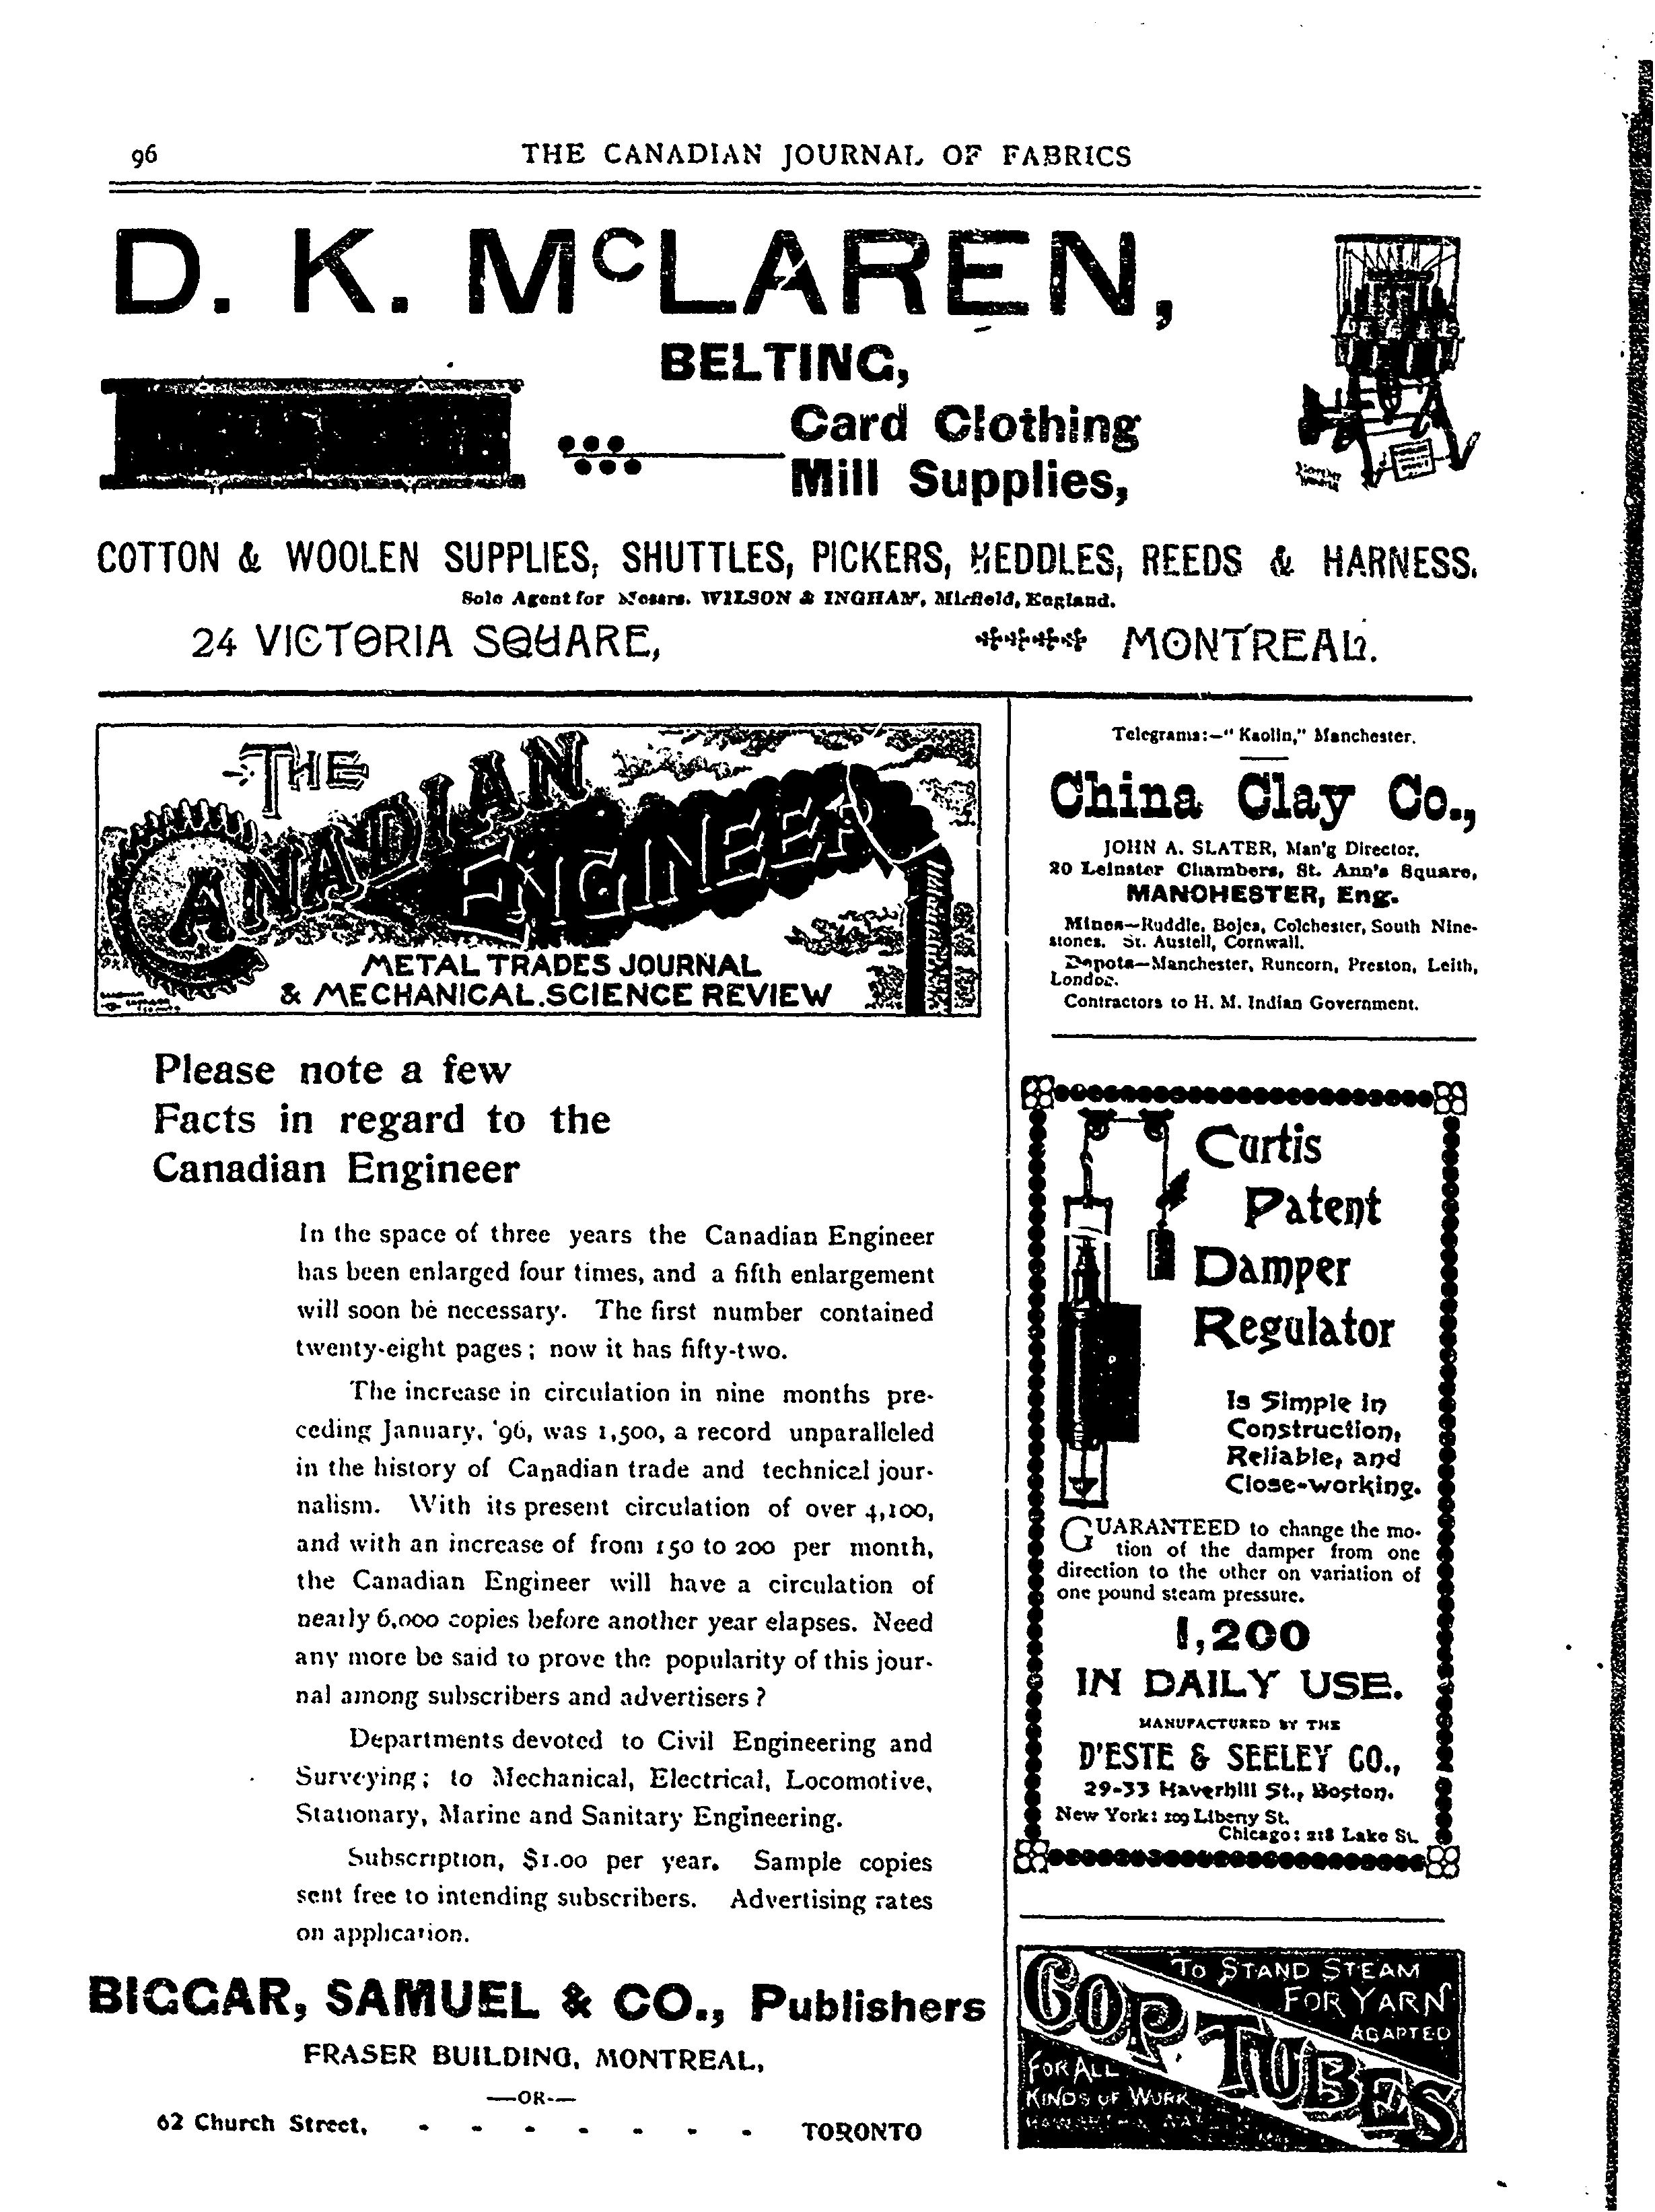 96
THE CANADIAN JOURNAL OF FABRICS
D. K. McLAREN,
BELTING,
Card Clothing
Mill Supplies,
COTTON & WOOLEN SUPPLIES, SHUTTLES, PICKERS, HEDDLES, REEDS & HARNESS.
Sole Agent for Messrs. WILSON & INGHAM, Mirfield, England.
24 VICTORIA SQUARE,
MONTREAL.
THE
CANADIAN
ENGINEER
METAL TRADES JOURNAL
& MECHANICAL SCIENCE REVIEW
Please note a few
Facts in regard to the
Canadian Engineer
In the space of three years the Canadian Engineer
has been enlarged four times, and a fifth enlargement
will soon be necessary. The first number contained
twenty-eight pages; now it has fifty-two.
The increase in circulation in nine months pre-
ceding January, '96, was 1,500, a record unparalleled
in the history of Canadian trade and technical jour-
nalism. With its present circulation of over 4,100,
and with an increase of from 150 to 200 per month,
the Canadian Engineer will have a circulation of
nearly 6,000 copies before another year elapses. Need
any more be said to prove the popularity of this jour-
nal among subscribers and advertisers?
Departments devoted to Civil Engineering and
Surveying; to Mechanical, Electrical, Locomotive,
Stationary, Marine and Sanitary Engineering.
Subscription, $1.00 per year. Sample copies
sent free to intending subscribers. Advertising rates
on application.
BIGGAR, SAMUEL & CO., Publishers
FRASER BUILDING, MONTREAL,
—OR—
62 Church Street, - - - - - - - TORONTO
Telegrams:—"Kaolin," Manchester.
China Clay Co.,
JOHN A. SLATER, Man'g Director.
20 Leinster Chambers, St. Ann's Square,
MANCHESTER, Eng.
Mines—Ruddle, Bojea, Colchester, South Nine-
stones. St. Austell, Cornwall.
Depots—Manchester, Runcorn, Preston, Leith,
London.
Contractors to H. M. Indian Government.
Curtis
Patent
Damper
Regulator
Is Simple in
Construction,
Reliable, and
Close-working.
GUARANTEED to change the mo-
tion of the damper from one
direction to the other on variation of
one pound steam pressure.
1,200
IN DAILY USE.
MANUFACTURED BY THE
D'ESTE & SEELEY CO.,
29-33 Haverhill St., Boston.
New York: 109 Liberty St.
Chicago: 218 Lake St.
COP TUBES
TO STAND STEAM
FOR YARN
ADAPTED
FOR ALL
KINDS OF WORK